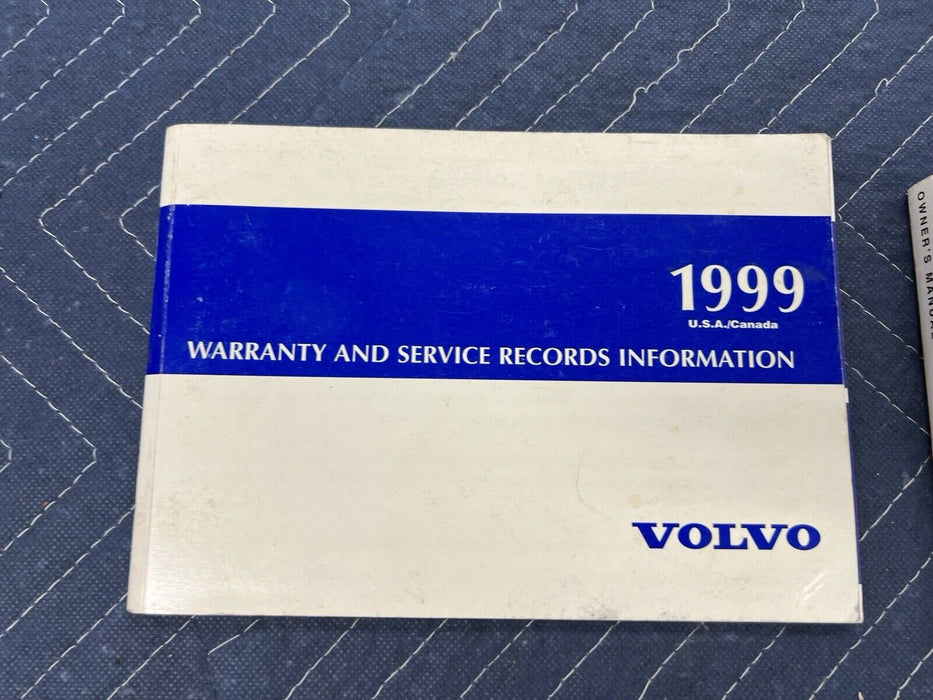 1999
U.S.A./Canada
WARRANTY AND SERVICE RECORDS INFORMATION
VOLVO
OWNER'S MANUAL